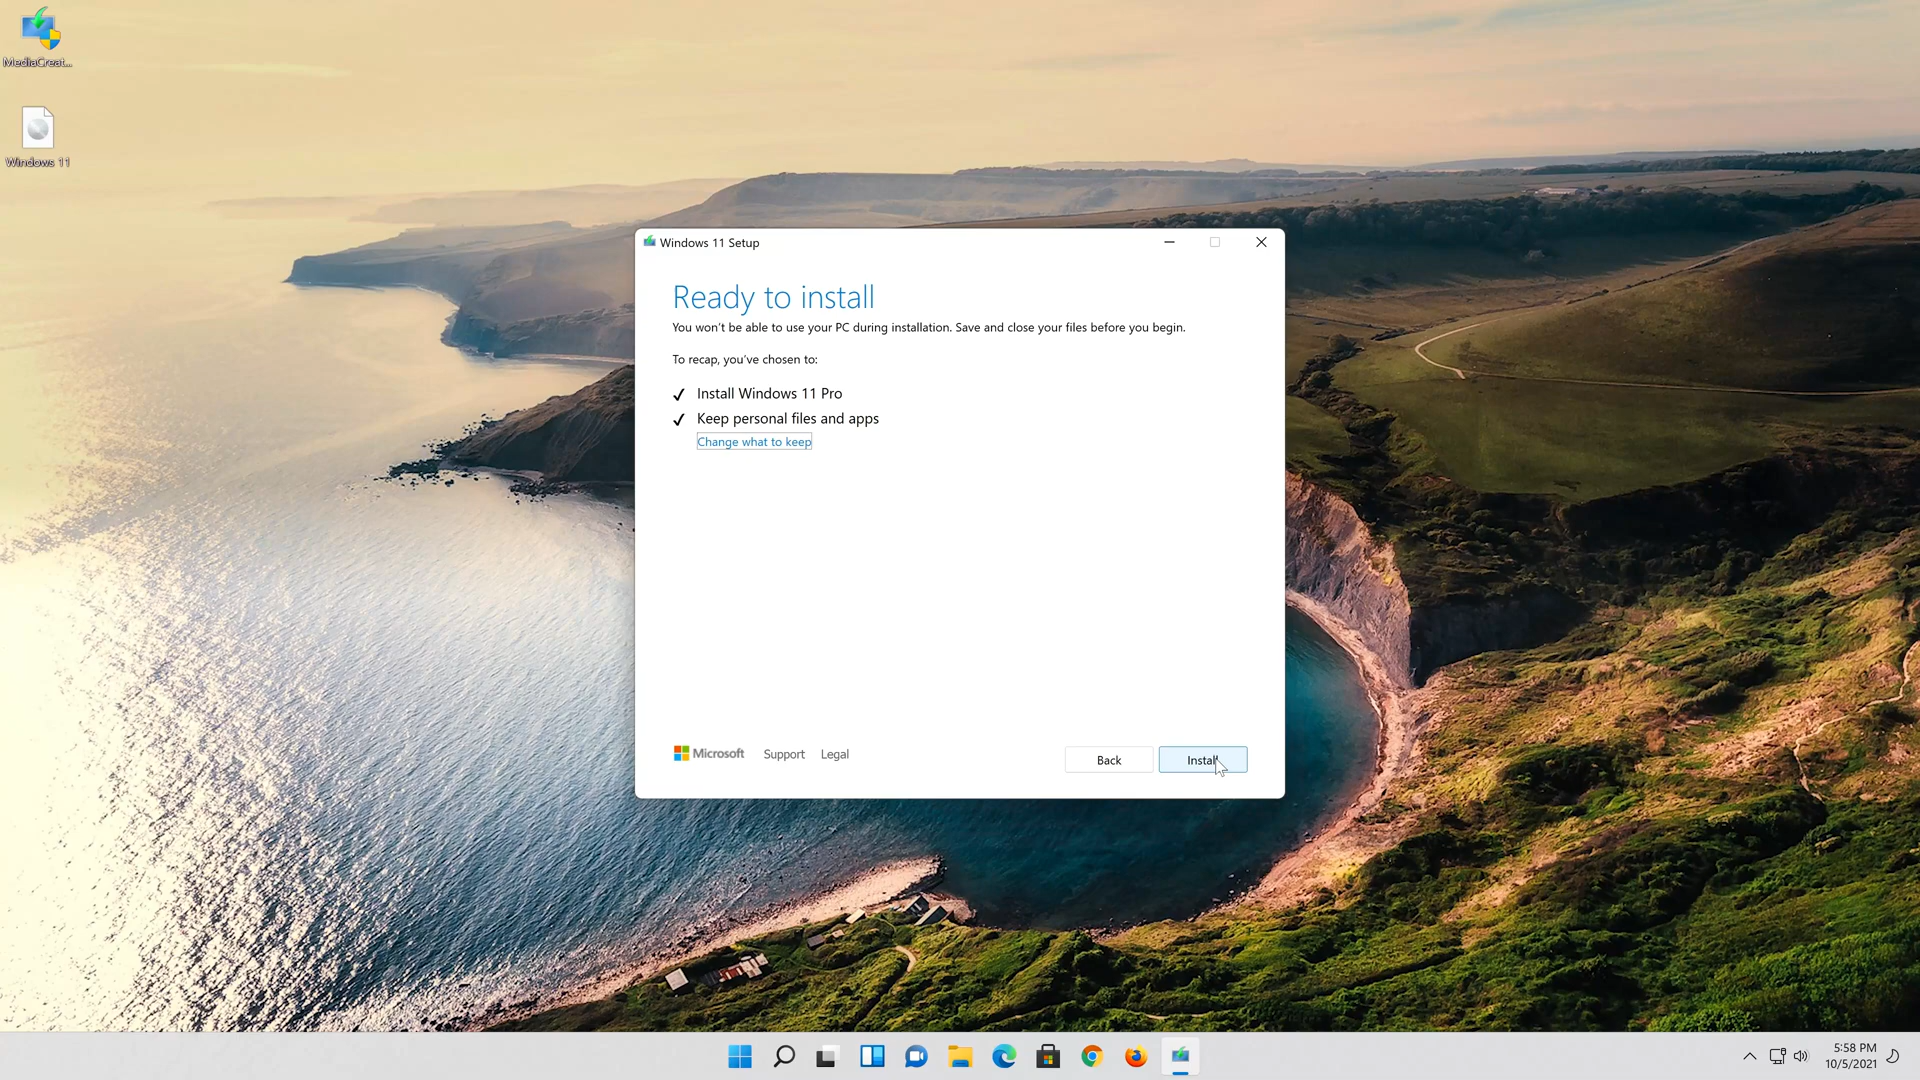 MediaCreat...
Windows 11
Windows 11 Setup
Ready to install
You won't be able to use your PC during installation. Save and close your files before you begin.
To recap, you've chosen to:
Install Windows 11 Pro
Keep personal files and apps
Change what to keep
Microsoft Support Legal
Back Install
5:58 PM
10/5/2021